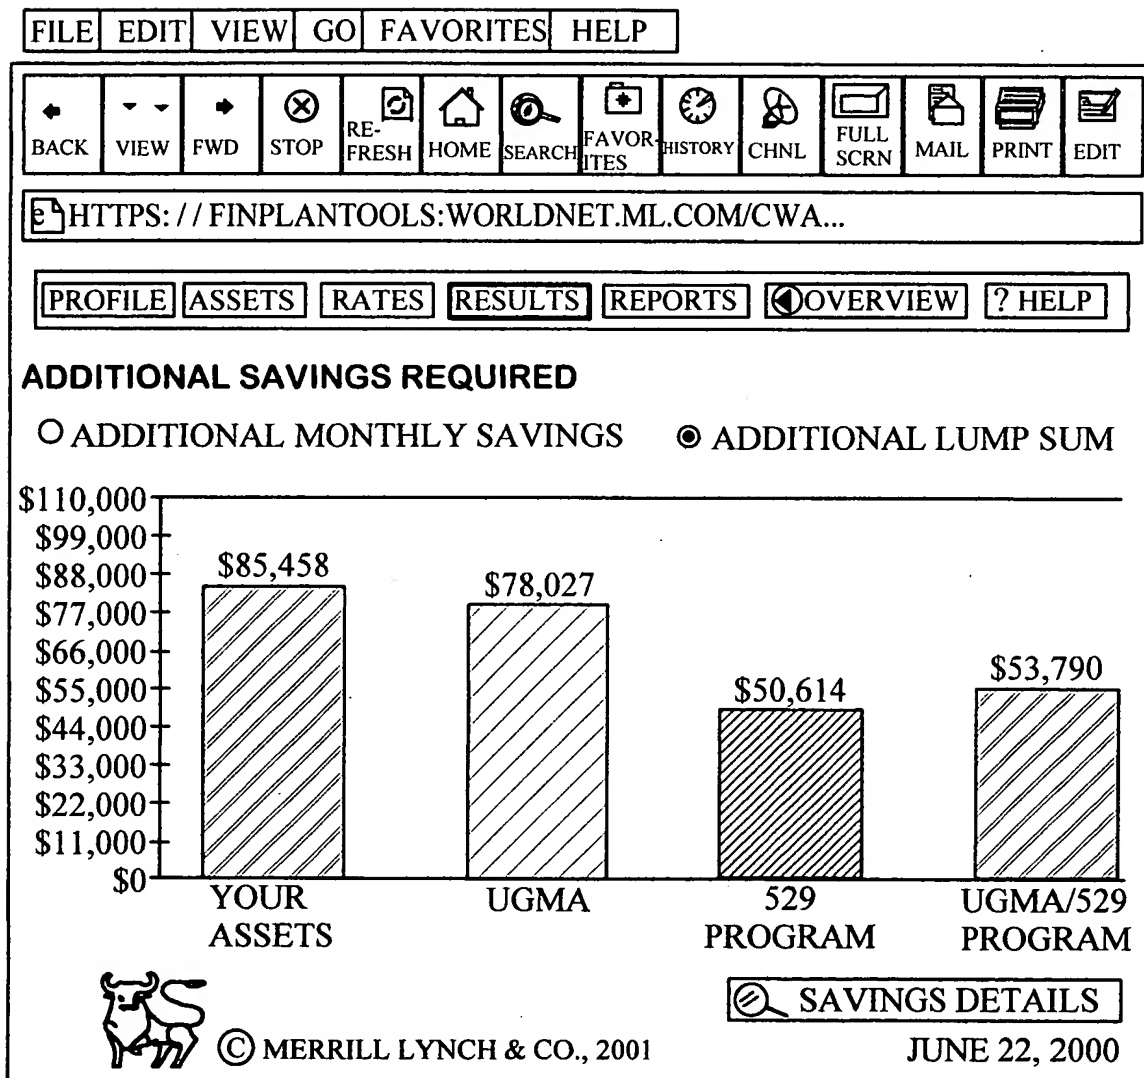 FILE EDIT VIEW GO FAVORITES HELP
BACK VIEW FWD STOP RE-FRESH HOME SEARCH FAVOR-ITES HISTORY CHNL FULL SCRN MAIL PRINT EDIT
HTTPS: // FINPLANTOOLS:WORLDNET.ML.COM/CWA...
PROFILE ASSETS RATES RESULTS REPORTS OVERVIEW ? HELP
ADDITIONAL SAVINGS REQUIRED
ADDITIONAL MONTHLY SAVINGS ADDITIONAL LUMP SUM
$110,000
$99,000
$88,000
$77,000
$66,000
$55,000
$44,000
$33,000
$22,000
$11,000
$0
$85,458
$78,027
$50,614
$53,790
YOUR
ASSETS
UGMA
529
PROGRAM
UGMA/529
PROGRAM
SAVINGS DETAILS
© MERRILL LYNCH & CO., 2001
JUNE 22, 2000